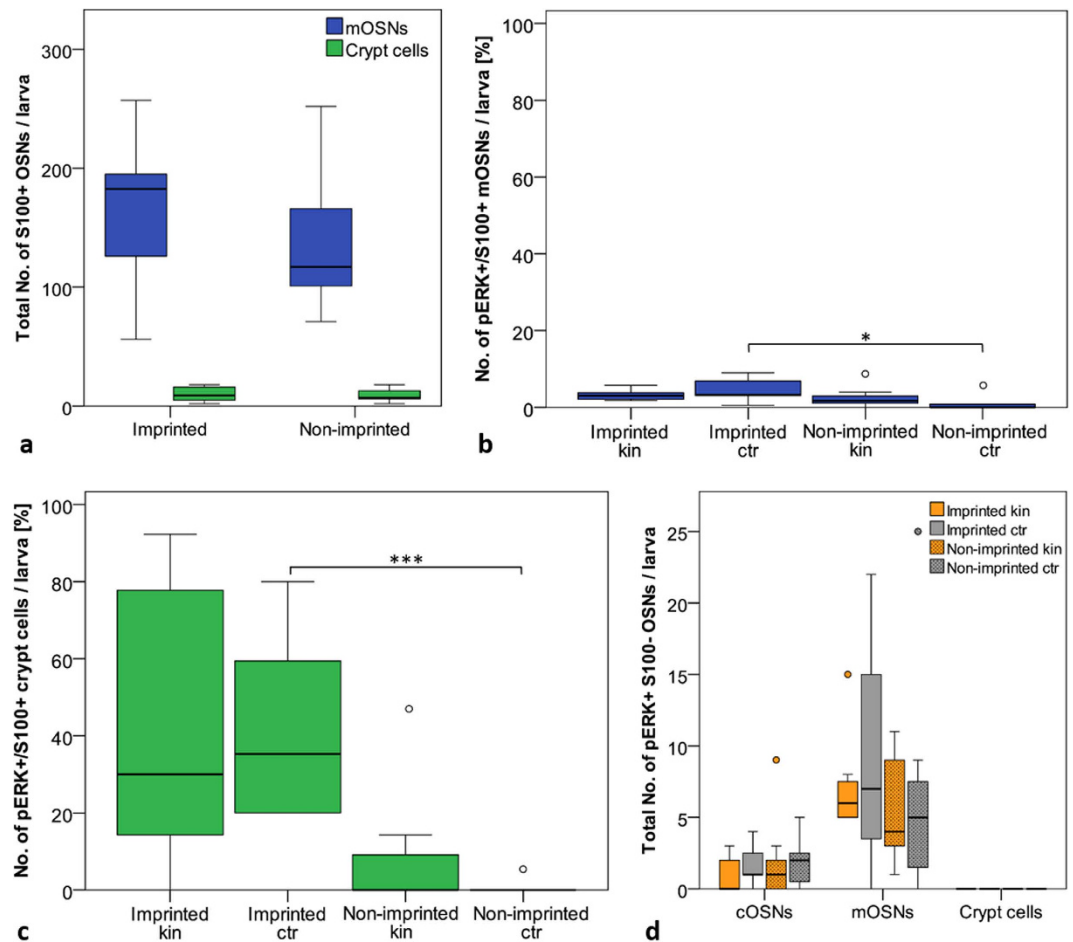 Total No. of S100+ OSNs / larva
300
200
100
0
mOSNs
Crypt cells
Imprinted
Non-imprinted
a
No. of pERK+/S100+ mOSNs / larva [%]
100
80
60
40
20
0
*
Imprinted
kin
Imprinted
ctr
Non-imprinted
kin
Non-imprinted
ctr
b
No. of pERK+/S100+ crypt cells / larva [%]
100
80
60
40
20
0
***
Imprinted
kin
Imprinted
ctr
Non-imprinted
kin
Non-imprinted
ctr
c
Total No. of pERK+ S100- OSNs / larva
25
20
15
10
5
0
Imprinted kin
Imprinted ctr
Non-imprinted kin
Non-imprinted ctr
cOSNs
mOSNs
Crypt cells
d